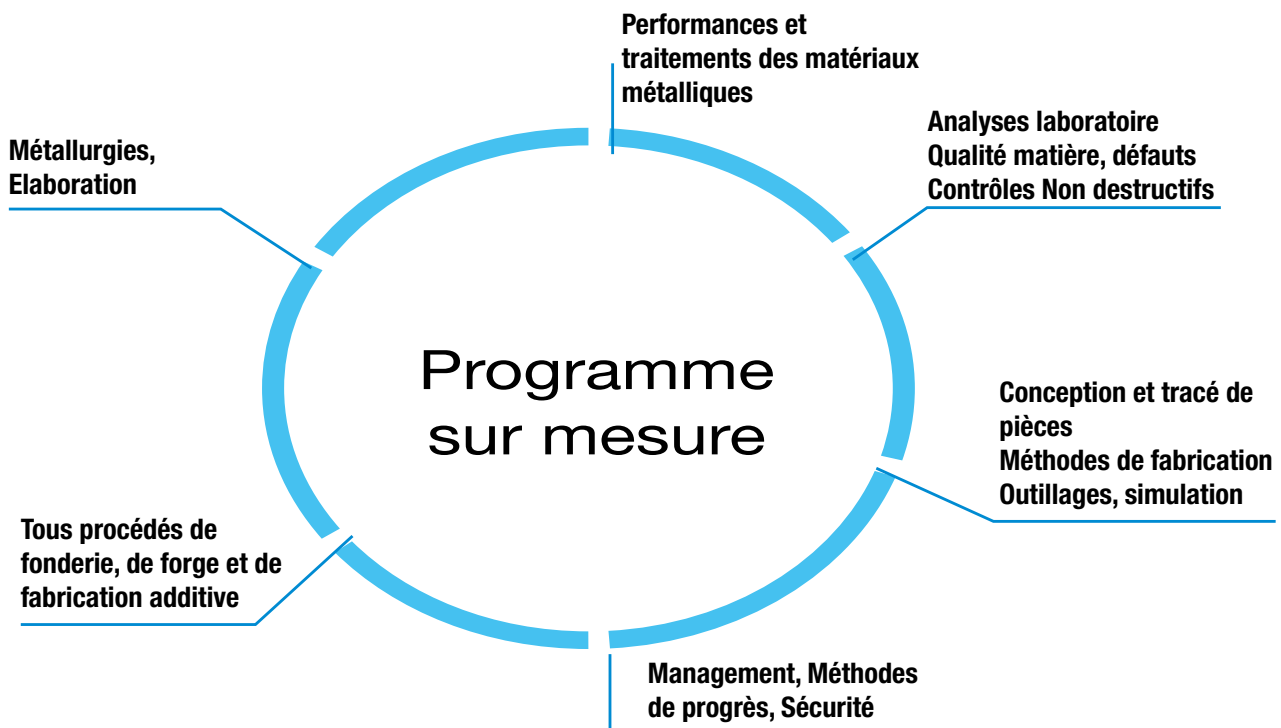 Performances et
traitements des matériaux
métalliques
Analyses laboratoire
Qualité matière, défauts
Contrôles Non destructifs
Métallurgies,
Elaboration
Programme
sur mesure
Conception et tracé de
pièces
Méthodes de fabrication
Outillages, simulation
Tous procédés de
fonderie, de forge et de
fabrication additive
Management, Méthodes
de progrès, Sécurité